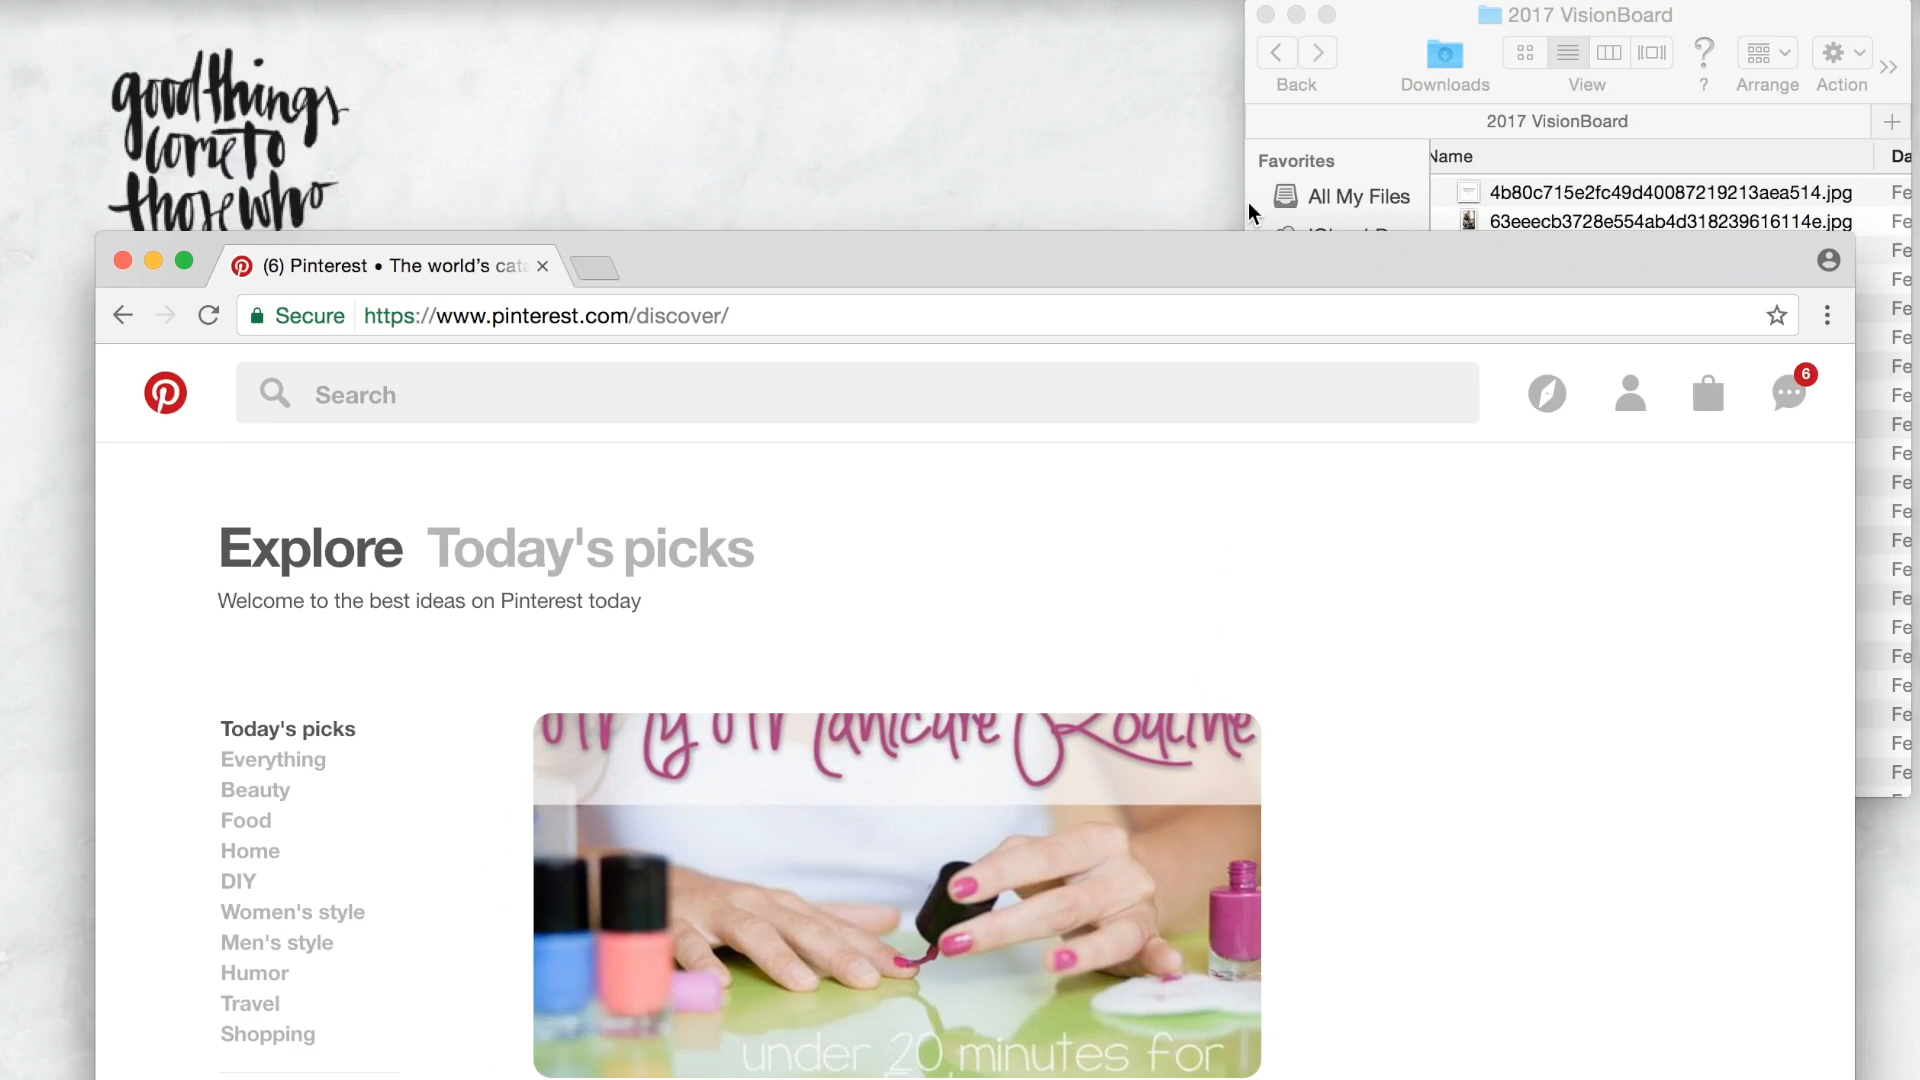 good things
come to
those who
2017 VisionBoard
Back
Downloads
View
?
Arrange
Action
2017 VisionBoard
Favorites
Name
All My Files
4b80c715e2fc49d40087219213aea514.jpg
63eeecb3728e554ab4d318239616114e.jpg
(6) Pinterest • The world's cat
Secure
https://www.pinterest.com/discover/
Search
6
Explore Today's picks
Welcome to the best ideas on Pinterest today
Today's picks
Everything
Beauty
Food
Home
DIY
Women's style
Men's style
Humor
Travel
Shopping
Manicure Routine
under 20 minutes for